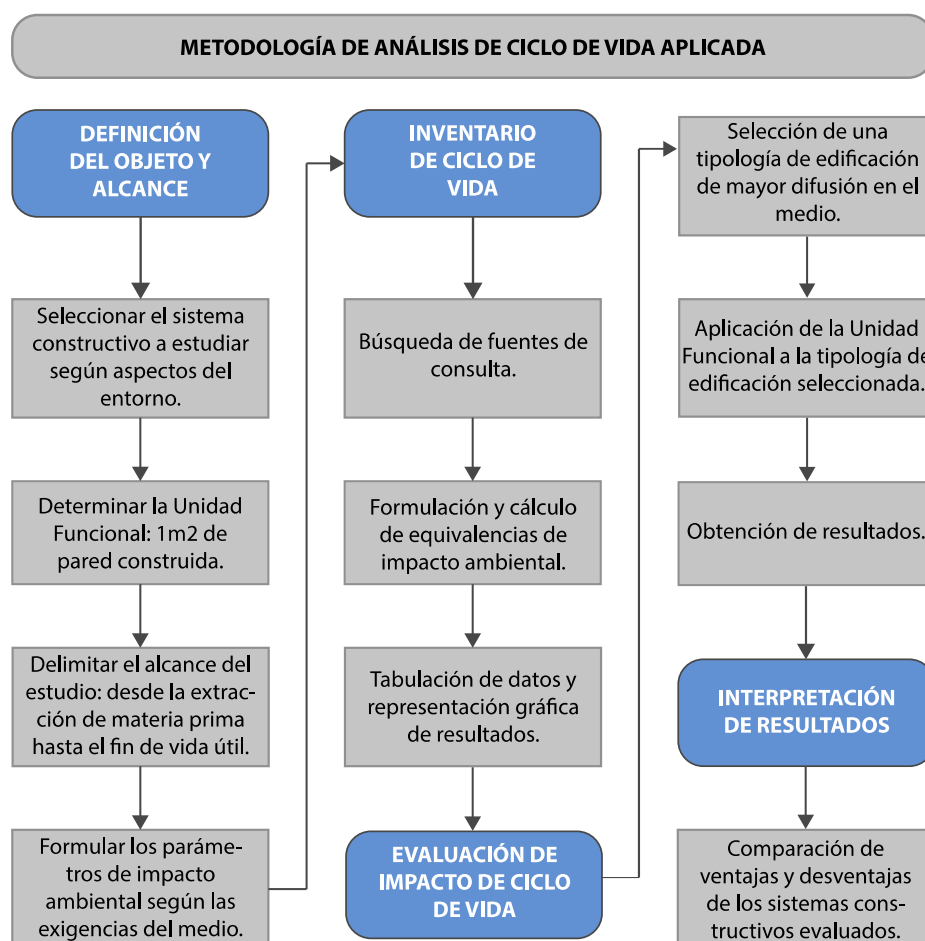 METODOLOGÍA DE ANÁLISIS DE CICLO DE VIDA APLICADA
DEFINICIÓN
DEL OBJETO Y
ALCANCE
Seleccionar el sistema
constructivo a estudiar
según aspectos del
entorno.
Determinar la Unidad
Funcional: 1m2 de
pared construida.
Delimitar el alcance del
estudio: desde la extrac-
ción de materia prima
hasta el fin de vida útil.
Formular los paráme-
tros de impacto
ambiental según las
exigencias del medio.
INVENTARIO
DE CICLO DE
VIDA
Búsqueda de fuentes de
consulta.
Formulación y cálculo
de equivalencias de
impacto ambiental.
Tabulación de datos y
representación gráfica
de resultados.
EVALUACIÓN DE
IMPACTO DE CICLO
DE VIDA
Selección de una
tipología de edificación
de mayor difusión en el
medio.
Aplicación de la Unidad
Funcional a la tipología de
edificación seleccionada.
Obtención de resultados.
INTERPRETACIÓN
DE RESULTADOS
Comparación de
ventajas y desventajas
de los sistemas cons-
tructivos evaluados.